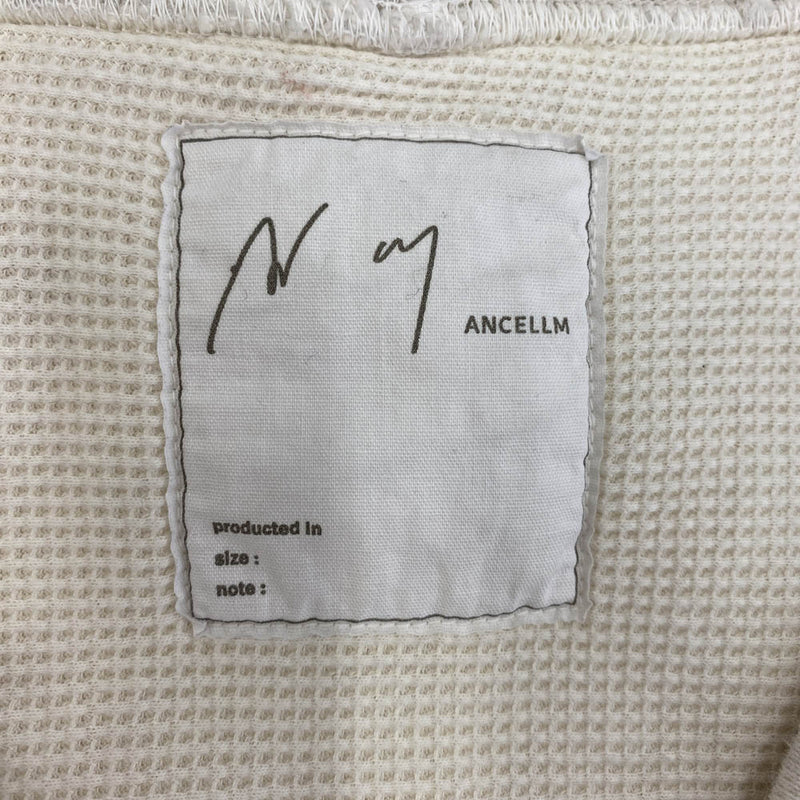 ANCELLM
producted in
size :
note :